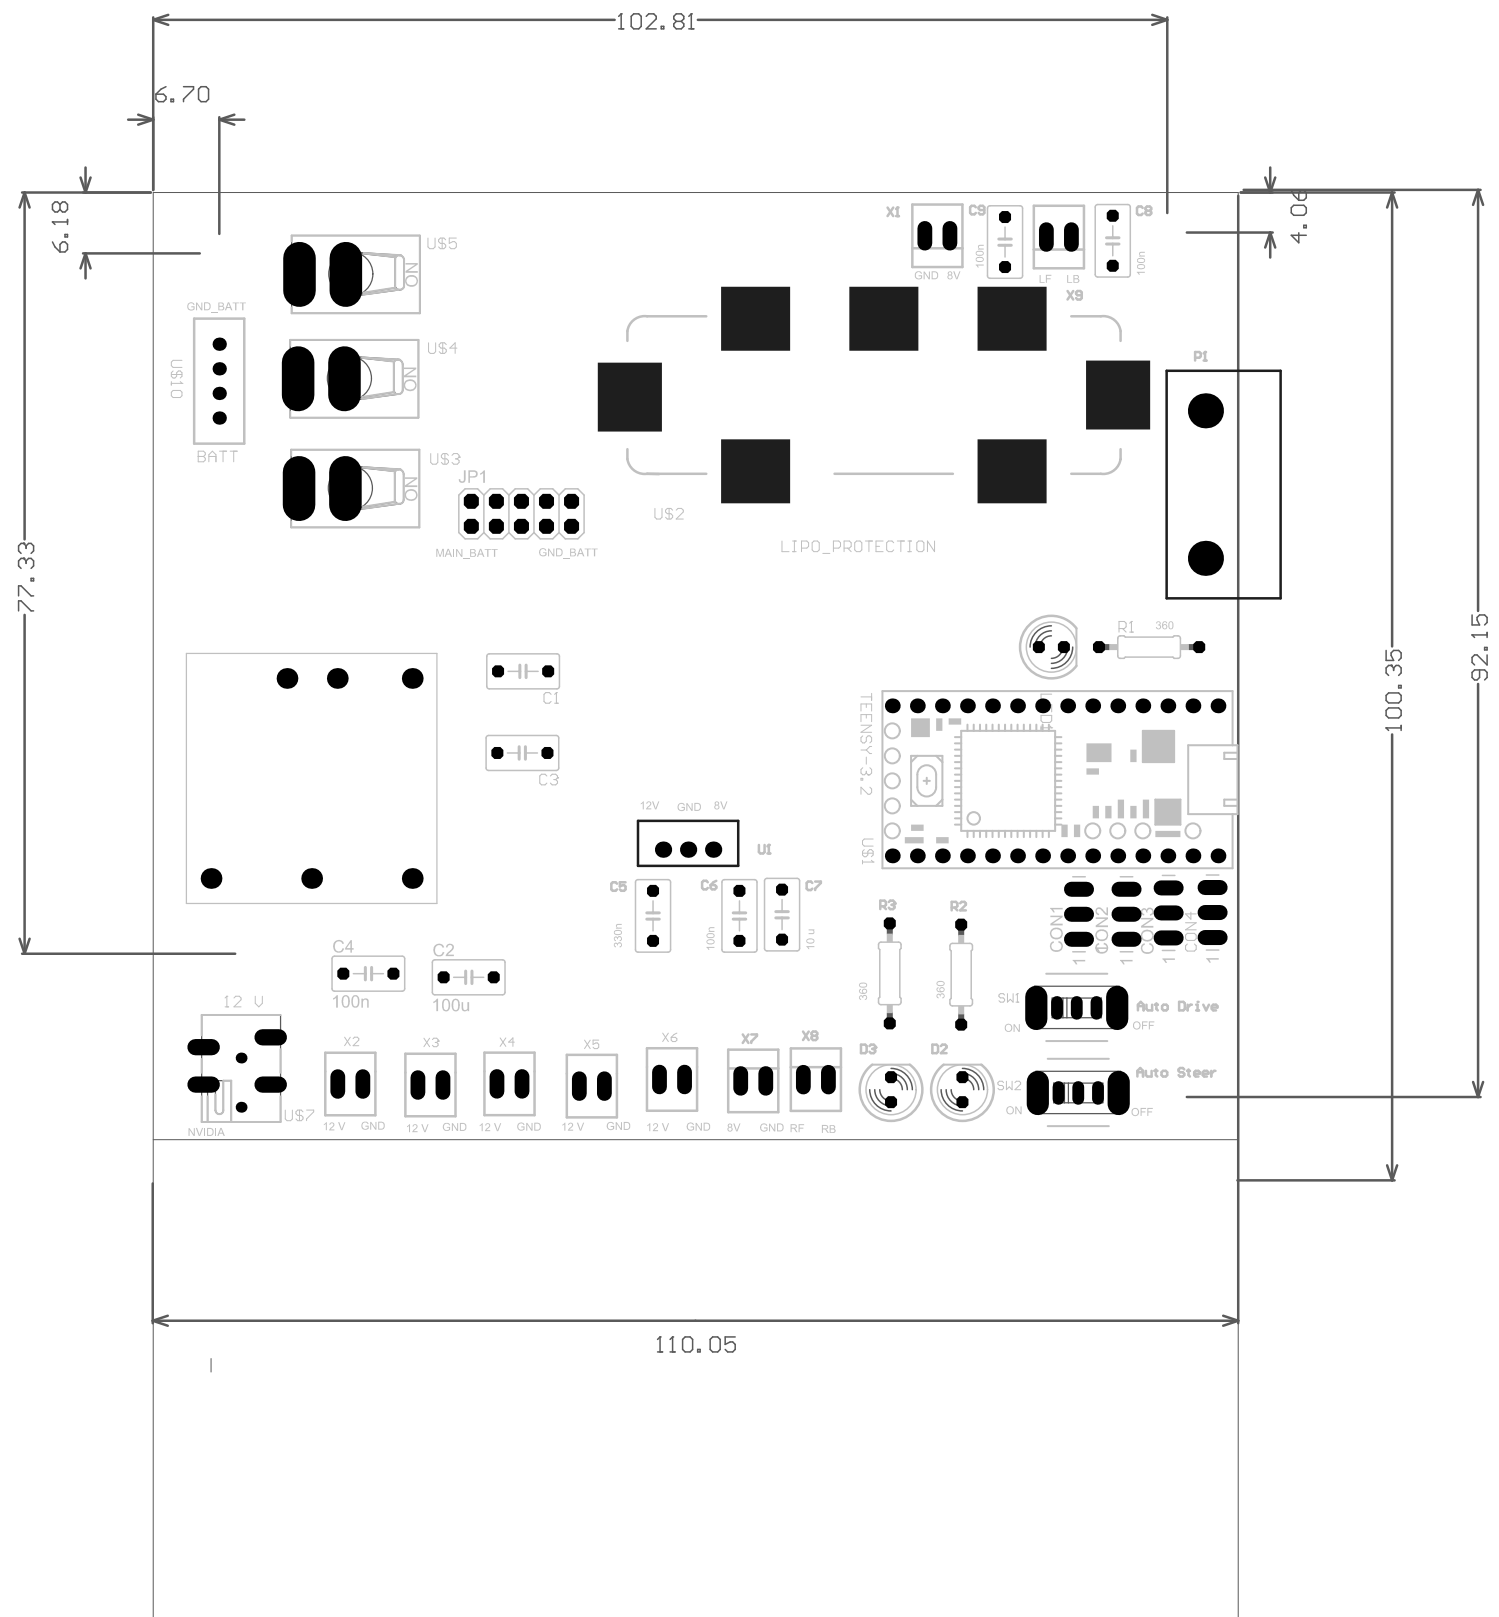 102.81
6.70
6.18
4.06
X1
C9
C8
100n
100n
GND 8V
LF LB
X9
U$5
NO
GND_BATT
U$4
NO
U$10
BATT
U$3
NO
JP1
MAIN_BATT
GND_BATT
U$2
LIPO_PROTECTION
P1
77.33
R1
360
100.35
92.15
C1
C3
TEENSY-3.2
U$1
12V GND 8V
U1
C5
C6
C7
330n
100n
10 u
R3
R2
360
360
CON1
CON2
CON3
CON4
C4
C2
100n
100u
12 V
SW1
ON
OFF
Auto Drive
X2
X3
X4
X5
X6
X7
X8
D3
D2
SW2
ON
OFF
Auto Steer
U$7
NVIDIA
12 V GND
12 V GND
12 V GND
12 V GND
12 V GND
8V GND
RF RB
110.05